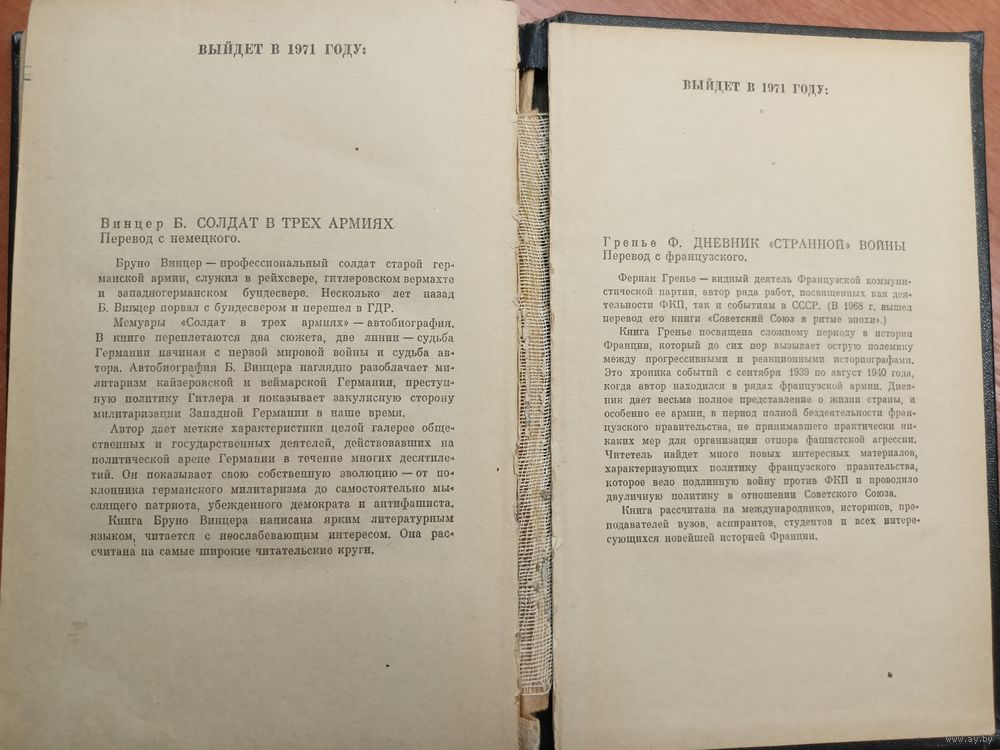 ВЫЙДЕТ В 1971 ГОДУ:
Винцер Б. СОЛДАТ В ТРЕХ АРМИЯХ
Перевод с немецкого.
Бруно Винцер — профессиональный солдат старой гер-
манской армии, служил в рейхсвере, гитлеровском вермахте
и западногерманском бундесвере. Несколько лет назад
Б. Винцер порвал с бундесвером и перешел в ГДР.
Мемуары «Солдат в трех армиях» — автобиография.
В книге переплетаются два сюжета, две линии — судьба
Германии начиная с первой мировой войны и судьба ав-
тора. Автобиография Б. Винцера наглядно разоблачает ми-
литаризм кайзеровской и веймарской Германии, преступ-
ную политику Гитлера и показывает закулисную сторону
милитаризации Западной Германии в наше время.
Автор дает меткие характеристики целой галерее обще-
ственных и государственных деятелей, действовавших на
политической арене Германии в течение многих десятиле-
тий. Он показывает свою собственную эволюцию — от по-
клонника германского милитаризма до самостоятельно мы-
слящего патриота, убежденного демократа и антифашиста.
Книга Бруно Винцера написана ярким литературным
языком, читается с неослабевающим интересом. Она рас-
считана на самые широкие читательские круги.
ВЫЙДЕТ В 1971 ГОДУ:
Гренье Ф. ДНЕВНИК «СТРАННОЙ» ВОЙНЫ
Перевод с французского.
Фернан Гренье — видный деятель Французской коммуни-
стической партии, автор ряда работ, посвященных как дея-
тельности ФКП, так и событиям в СССР. (В 1968 г. вышел
перевод его книги «Советский Союз в ритме эпохи».)
Книга Гренье посвящена сложному периоду в истории
Франции, который до сих пор вызывает острую полемику
между прогрессивными и реакционными историографами.
Это хроника событий с сентября 1939 по август 1940 года,
когда автор находился в рядах французской армии. Днев-
ник дает весьма полное представление о жизни страны, и
особенно ее армии, в период полной бездеятельности фран-
цузского правительства, не принимавшего практически ни-
каких мер для организации отпора фашистской агрессии.
Читетель найдет много новых интересных материалов,
характеризующих политику французского правительства,
которое вело подлинную войну против ФКП и проводило
двуличную политику в отношении Советского Союза.
Книга рассчитана на международников, историков, пре-
подавателей вузов, аспирантов, студентов и всех интере-
сующихся новейшей историей Франции.
www.ay.by